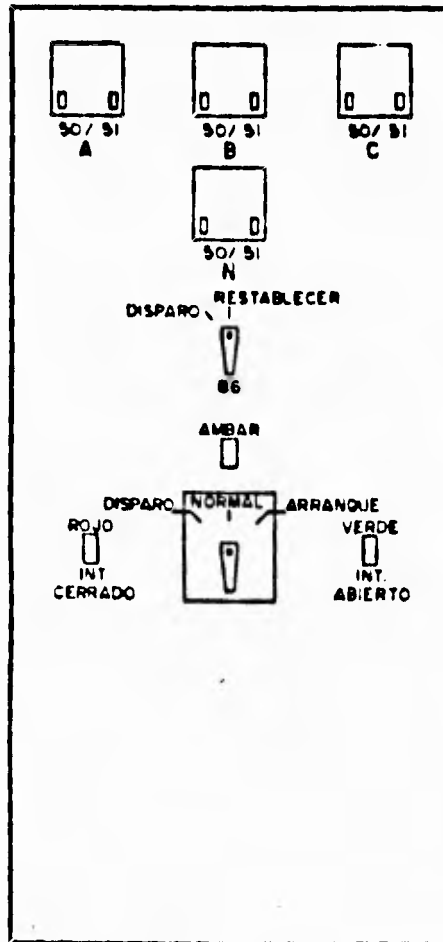 50/51 50/51 50/51
A B C
50/51
N
RESTABLECER
DISPARO
86
AMBAR
DISPARO NORMAL ARRANQUE
ROJO VERDE
INT INT.
CERRADO ABIERTO